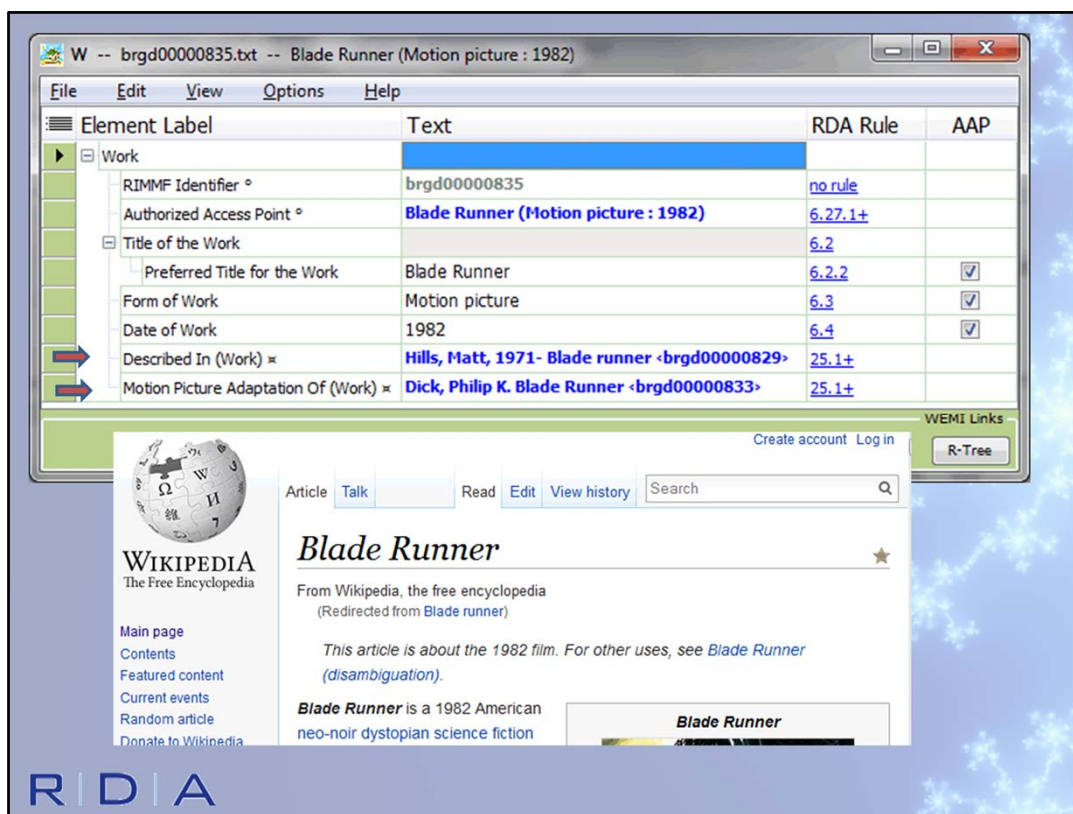 W -- brgd00000835.txt -- Blade Runner (Motion picture : 1982)
File Edit View Options Help
Element Label Text RDA Rule AAP
Work
RIMMF Identifier ° brgd00000835 no rule
Authorized Access Point ° Blade Runner (Motion picture : 1982) 6.27.1+
Title of the Work 6.2
Preferred Title for the Work Blade Runner 6.2.2
Form of Work Motion picture 6.3
Date of Work 1982 6.4
Described In (Work) ¤ Hills, Matt, 1971- Blade runner <brgd00000829> 25.1+
Motion Picture Adaptation Of (Work) ¤ Dick, Philip K. Blade Runner <brgd00000833> 25.1+
WEMI Links
R-Tree
Create account Log in
Article Talk Read Edit View history Search
Ω W И
維 7
WIKIPEDIA
The Free Encyclopedia
Main page
Contents
Featured content
Current events
Random article
Donate to Wikipedia
Blade Runner
From Wikipedia, the free encyclopedia
(Redirected from Blade runner)
This article is about the 1982 film. For other uses, see Blade Runner
(disambiguation).
Blade Runner is a 1982 American
neo-noir dystopian science fiction
Blade Runner
R|D|A